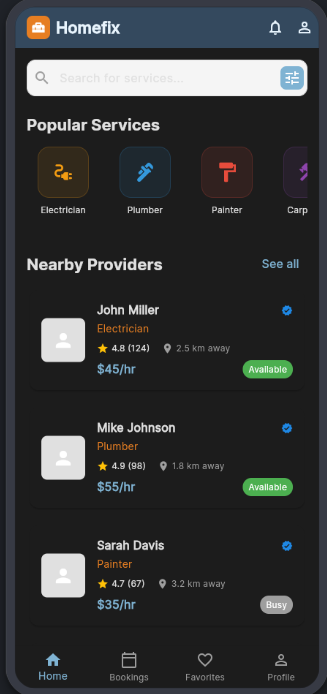 Homefix
Search for services...
Popular Services
Electrician
Plumber
Painter
Carp
Nearby Providers
See all
John Miller
Electrician
4.8 (124) 2.5 km away
$45/hr
Available
Mike Johnson
Plumber
4.9 (98) 1.8 km away
$55/hr
Available
Sarah Davis
Painter
4.7 (67) 3.2 km away
$35/hr
Busy
Home
Bookings
Favorites
Profile